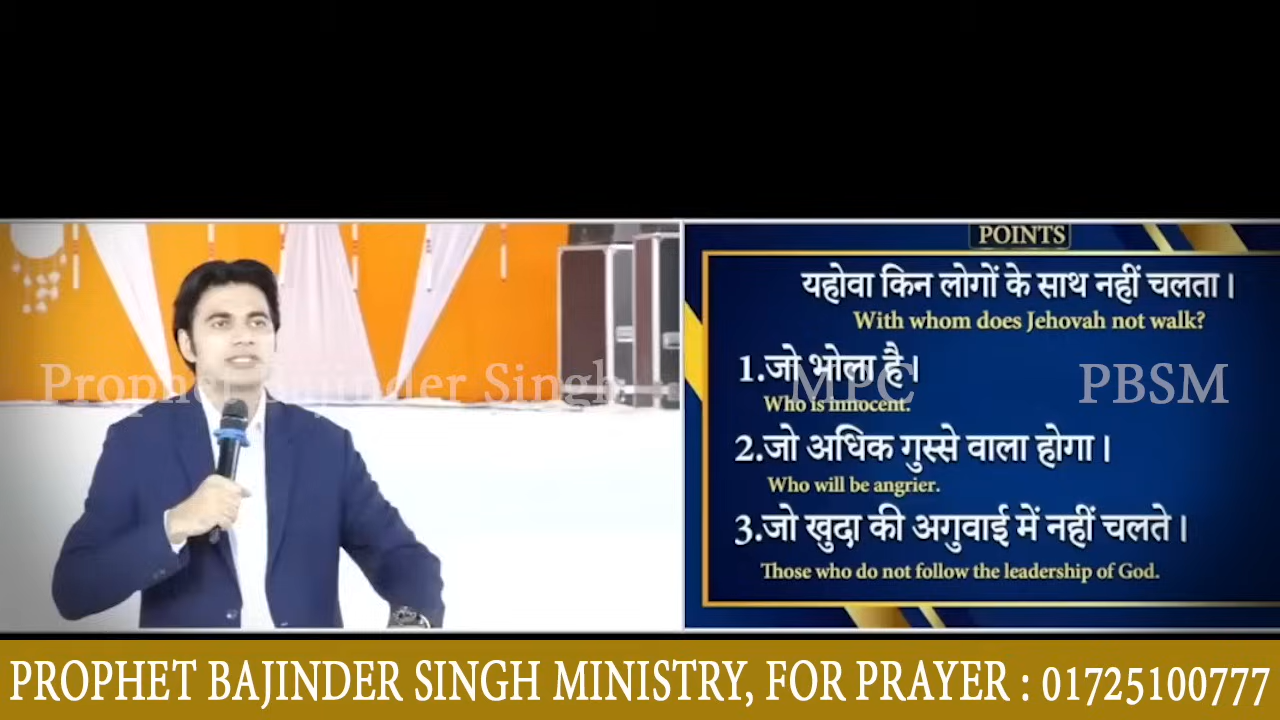 POINTS
यहोवा किन लोगों के साथ नहीं चलता।
With whom does Jehovah not walk?
1.जो भोला है।
Prophet Bajinder Singh MPC PBSM
Who is innocent.
2.जो अधिक गुस्से वाला होगा।
Who will be angrier.
3.जो खुदा की अगुवाई में नहीं चलते।
Those who do not follow the leadership of God.
PROPHET BAJINDER SINGH MINISTRY, FOR PRAYER : 01725100777